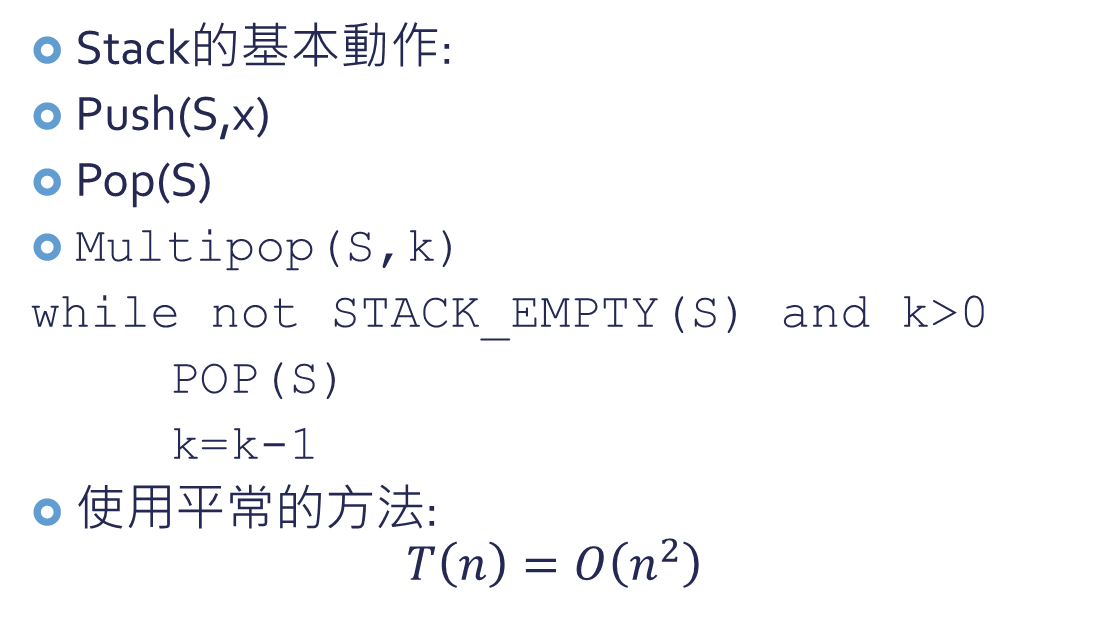 Stack的基本動作:
Push(S,x)
Pop(S)
Multipop(S,k)
while not STACK_EMPTY(S) and k>0
POP(S)
k=k-1
使用平常的方法:
T(n) = O(n²)